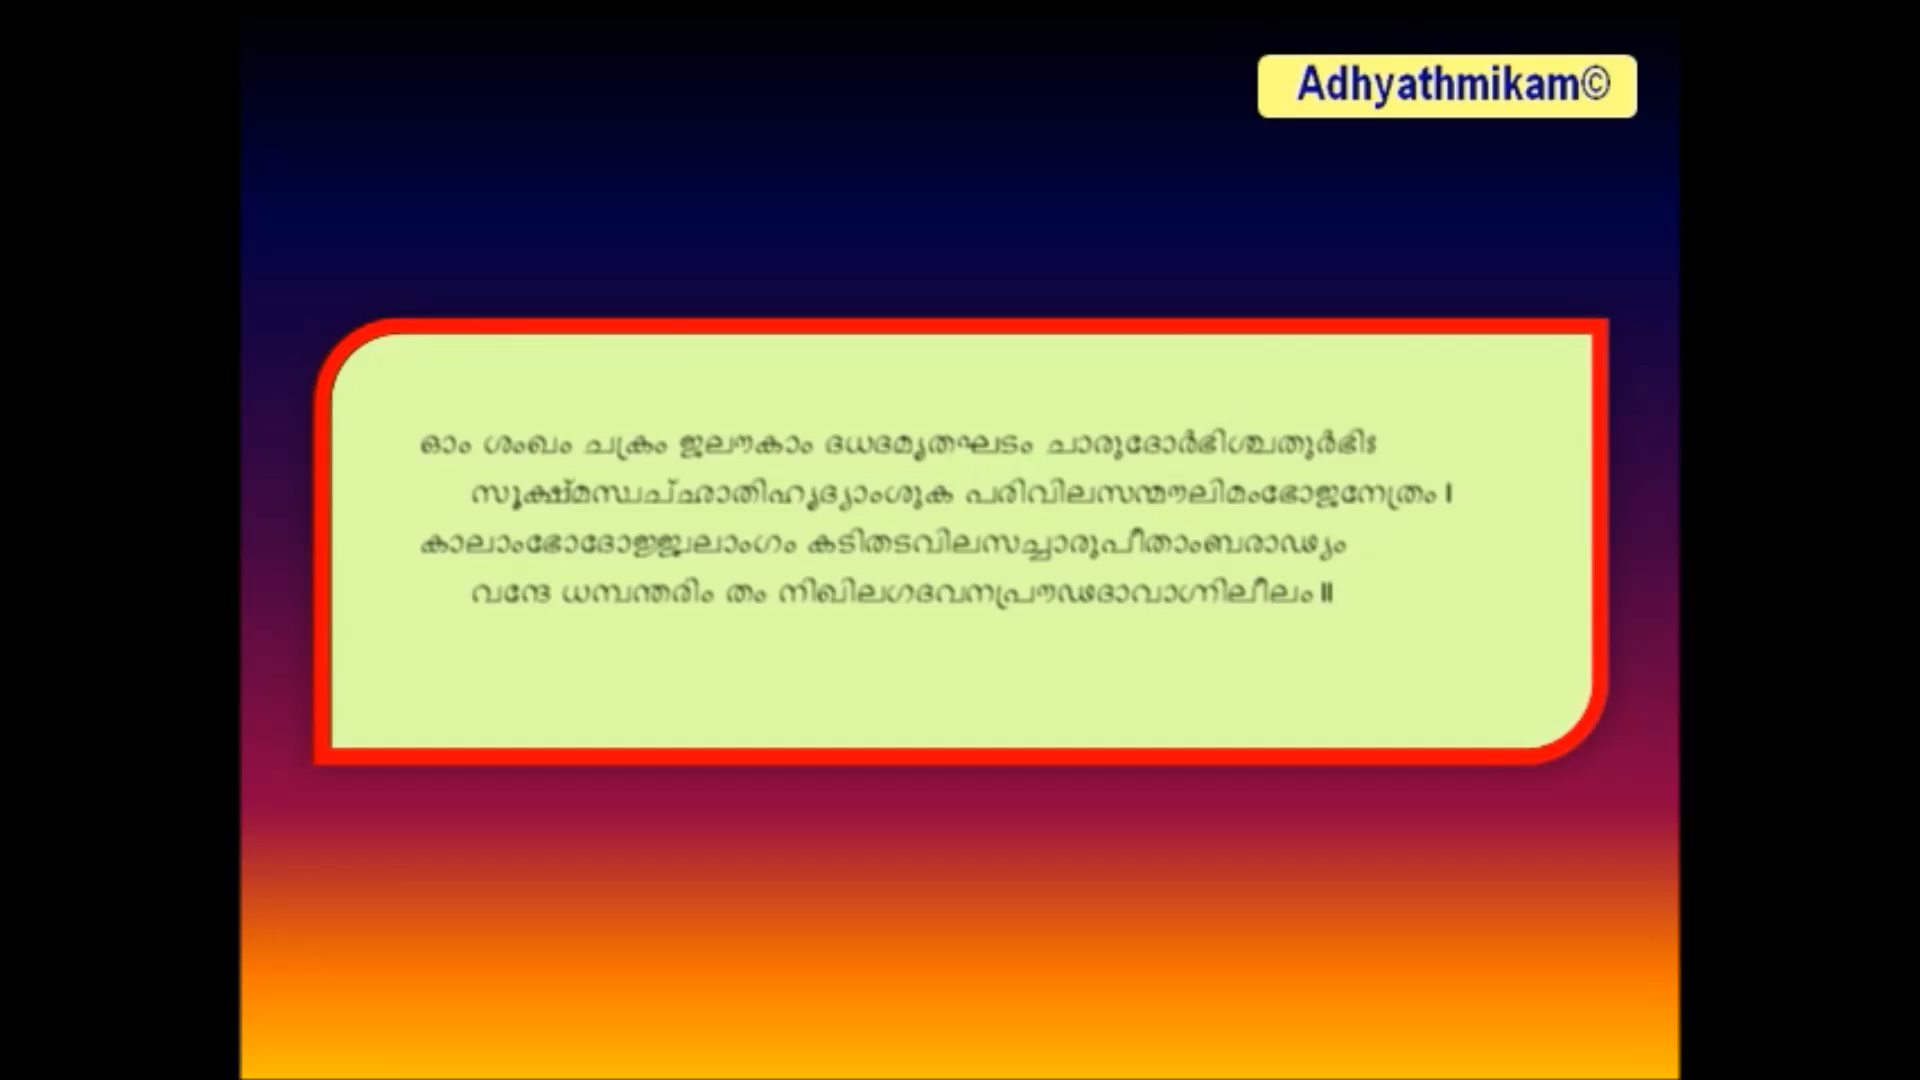 Adhyathmikam©
ഓം ശംഖം ചക്രം ജലൗകാം ദധദമൃതഘടം ചാരുദോർഭിശ്ചതുർഭിഃ
സൂക്ഷ്മസ്വച്ഛാതിഹൃദ്യാംശുക പരിവിലസന്മൗലിമംഭോജനേത്രം ।
കാലാംഭോദോജ്ജ്വലാംഗം കടിതടവിലസച്ചാരുപീതാംബരാഢ്യം
വന്ദേ ധന്വന്തരിം തം നിഖിലഗദവനപ്രൗഢദാവാഗ്നിലീലം ॥